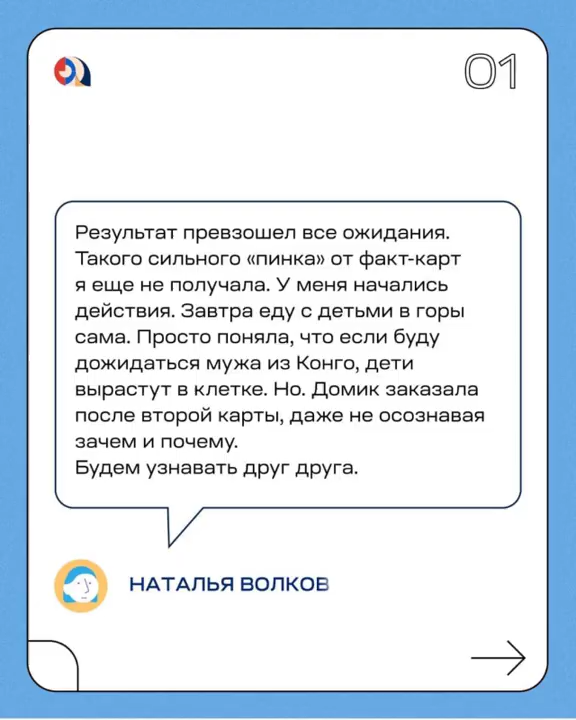 01
Результат превзошел все ожидания.
Такого сильного «пинка» от факт-карт
я еще не получала. У меня начались
действия. Завтра еду с детьми в горы
сама. Просто поняла, что если буду
дожидаться мужа из Конго, дети
вырастут в клетке. Но. Домик заказала
после второй карты, даже не осознавая
зачем и почему.
Будем узнавать друг друга.
НАТАЛЬЯ ВОЛКОВ